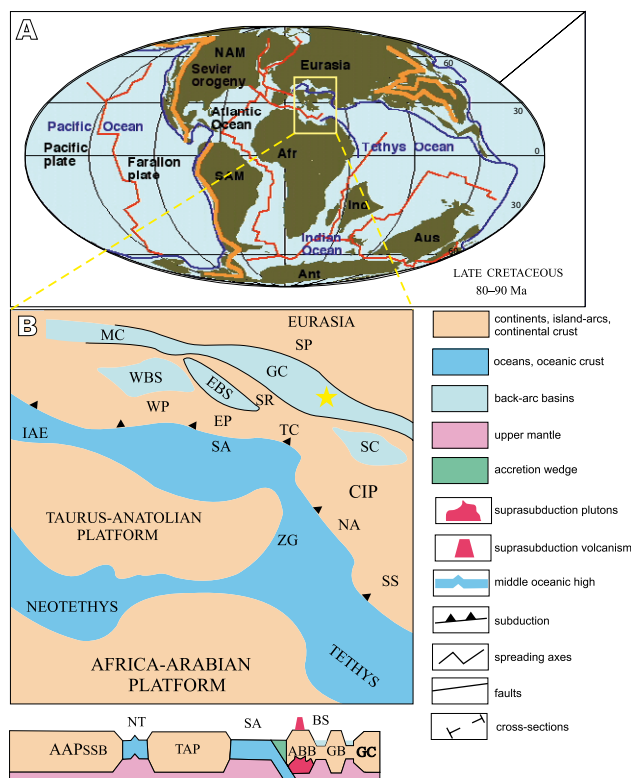 A
NAM
Sevier
orogeny
Eurasia
60
Atlantic
Ocean
30
Pacific Ocean
Pacific
plate
Farallon
plate
Afr
Tethys Ocean
0
SAM
Ind
30
Indian
Ocean
Aus
60
Ant
LATE CRETACEOUS
80–90 Ma
B
EURASIA
MC
SP
GC
WBS
EBS
SR
WP
EP
IAE
SA
TC
SC
CIP
TAURUS-ANATOLIAN
PLATFORM
NA
ZG
SS
NEOTETHYS
TETHYS
AFRICA-ARABIAN
PLATFORM
continents, island-arcs,
continental crust
oceans, oceanic crust
back-arc basins
upper mantle
accretion wedge
suprasubduction plutons
suprasubduction volcanism
middle oceanic high
subduction
spreading axes
faults
cross-sections
NT
SA
BS
AAPSSB
TAP
ABB
GB
GC